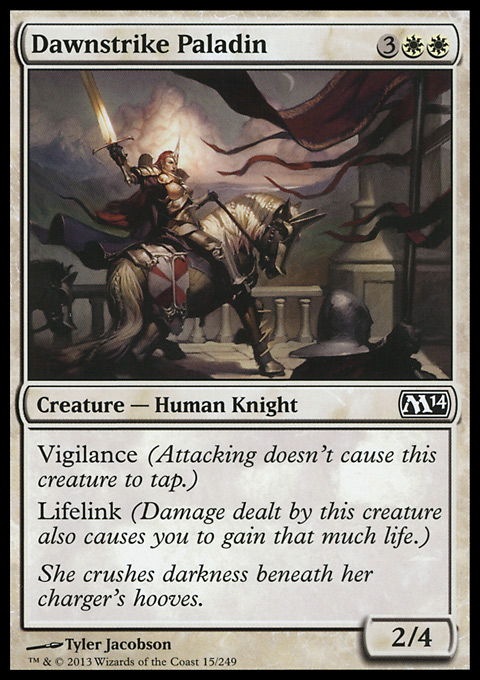 Dawnstrike Paladin 3
Creature — Human Knight M14
Vigilance (Attacking doesn't cause this
creature to tap.)
Lifelink (Damage dealt by this creature
also causes you to gain that much life.)
She crushes darkness beneath her
charger's hooves.
Tyler Jacobson
2/4
™ & © 2013 Wizards of the Coast 15/249